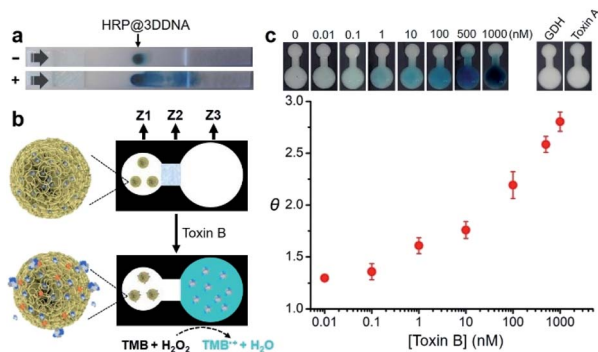 a
HRP@3DDNA
−
+
b
Z1 Z2 Z3
Toxin B
TMB + H₂O₂ TMB•⁺ + H₂O
c
0 0.01 0.1 1 10 100 500 1000 (nM)
GDH
Toxin A
3.0
2.5
2.0
1.5
1.0
θ
0.01 0.1 1 10 100 1000
[Toxin B] (nM)